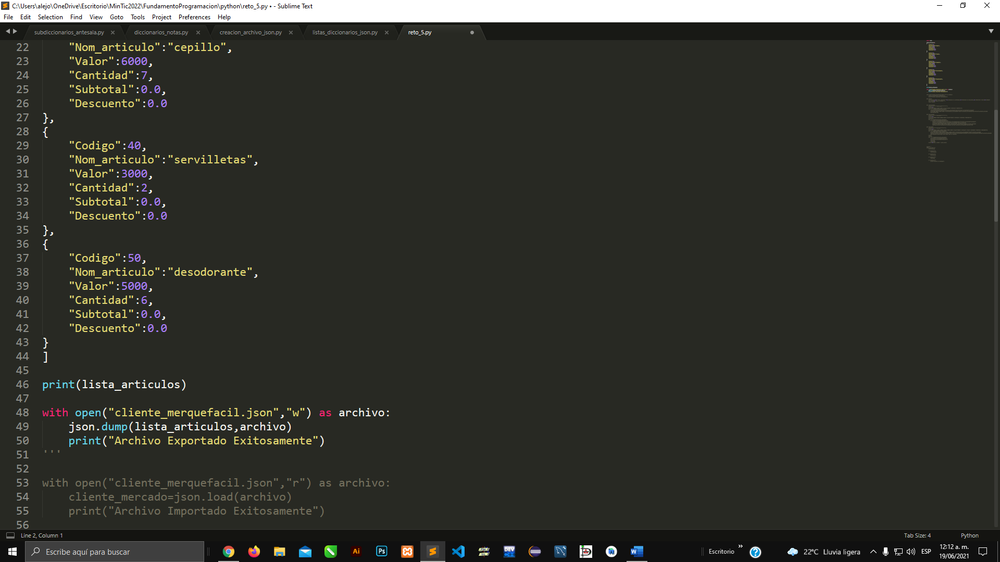 C:\Users\alejo\OneDrive\Escritorio\MinTic2022\FundamentoProgramacion\python\reto_5.py • - Sublime Text
File Edit Selection Find View Goto Tools Project Preferences Help
subdiccionarios_antesala.py diccionarios_notas.py creacion_archivo_json.py listas_diccionarios_json.py reto_5.py
22 "Nom_articulo":"cepillo",
23 "Valor":6000,
24 "Cantidad":7,
25 "Subtotal":0.0,
26 "Descuento":0.0
27 },
28 {
29 "Codigo":40,
30 "Nom_articulo":"servilletas",
31 "Valor":3000,
32 "Cantidad":2,
33 "Subtotal":0.0,
34 "Descuento":0.0
35 },
36 {
37 "Codigo":50,
38 "Nom_articulo":"desodorante",
39 "Valor":5000,
40 "Cantidad":6,
41 "Subtotal":0.0,
42 "Descuento":0.0
43 }
44 ]
45
46 print(lista_articulos)
47
48 with open("cliente_merquefacil.json","w") as archivo:
49 json.dump(lista_articulos,archivo)
50 print("Archivo Exportado Exitosamente")
51 '''
52
53 with open("cliente_merquefacil.json","r") as archivo:
54 cliente_mercado=json.load(archivo)
55 print("Archivo Importado Exitosamente")
56
Line 2, Column 1 Tab Size: 4 Python
Escribe aquí para buscar Ai Ps DEV Escritorio » 22°C Lluvia ligera ESP 12:12 a. m.
19/06/2021